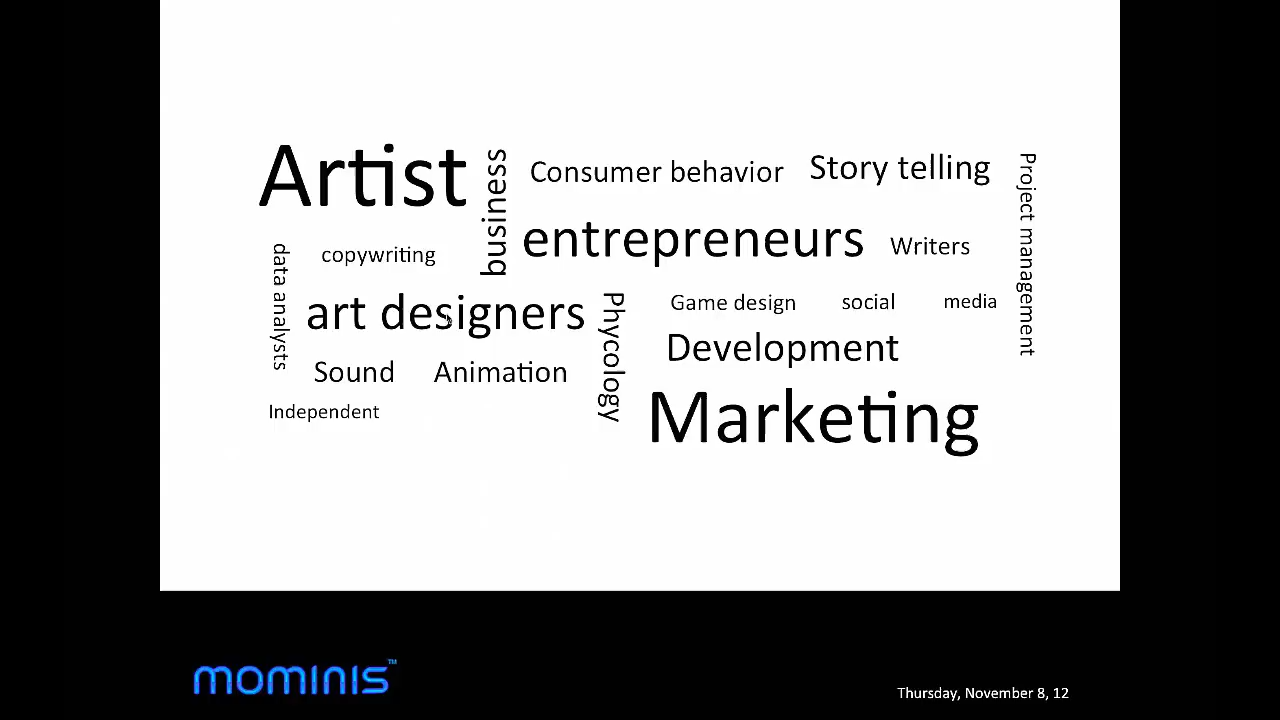 Artist
business
Consumer behavior
Story telling
Project management
data analysts
copywriting
entrepreneurs
Writers
art designers
Phycology
Game design social media
Development
Sound Animation
Independent
Marketing
mominis™
Thursday, November 8, 12